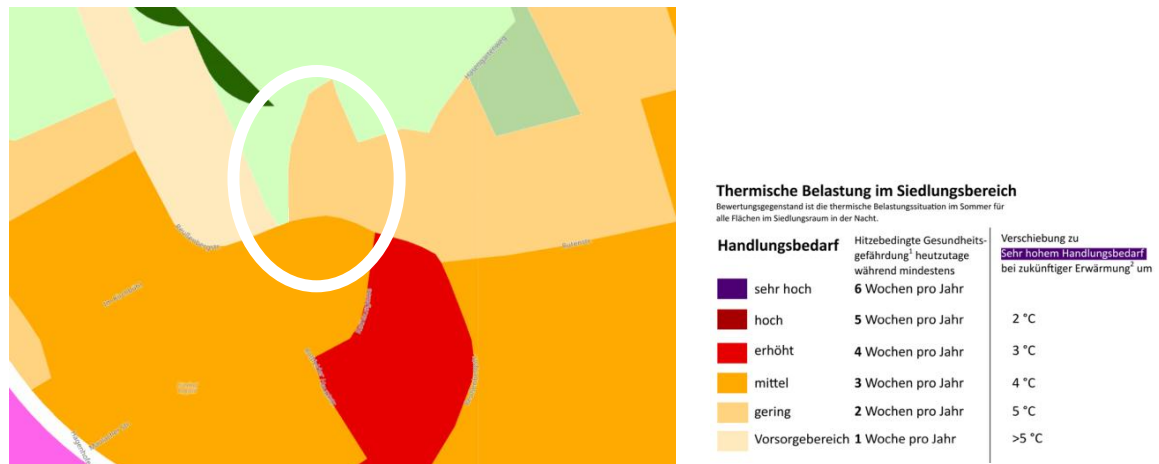 Thermische Belastung im Siedlungsbereich
Bewertungsgegenstand ist die thermische Belastungssituation im Sommer für
alle Flächen im Siedlungsraum in der Nacht.
Handlungsbedarf
Hitzebedingte Gesundheits-
gefährdung¹ heutzutage
während mindestens
Verschiebung zu
Sehr hohem Handlungsbedarf
bei zukünftiger Erwärmung² um
sehr hoch 6 Wochen pro Jahr
hoch 5 Wochen pro Jahr 2 °C
erhöht 4 Wochen pro Jahr 3 °C
mittel 3 Wochen pro Jahr 4 °C
gering 2 Wochen pro Jahr 5 °C
Vorsorgebereich 1 Woche pro Jahr >5 °C